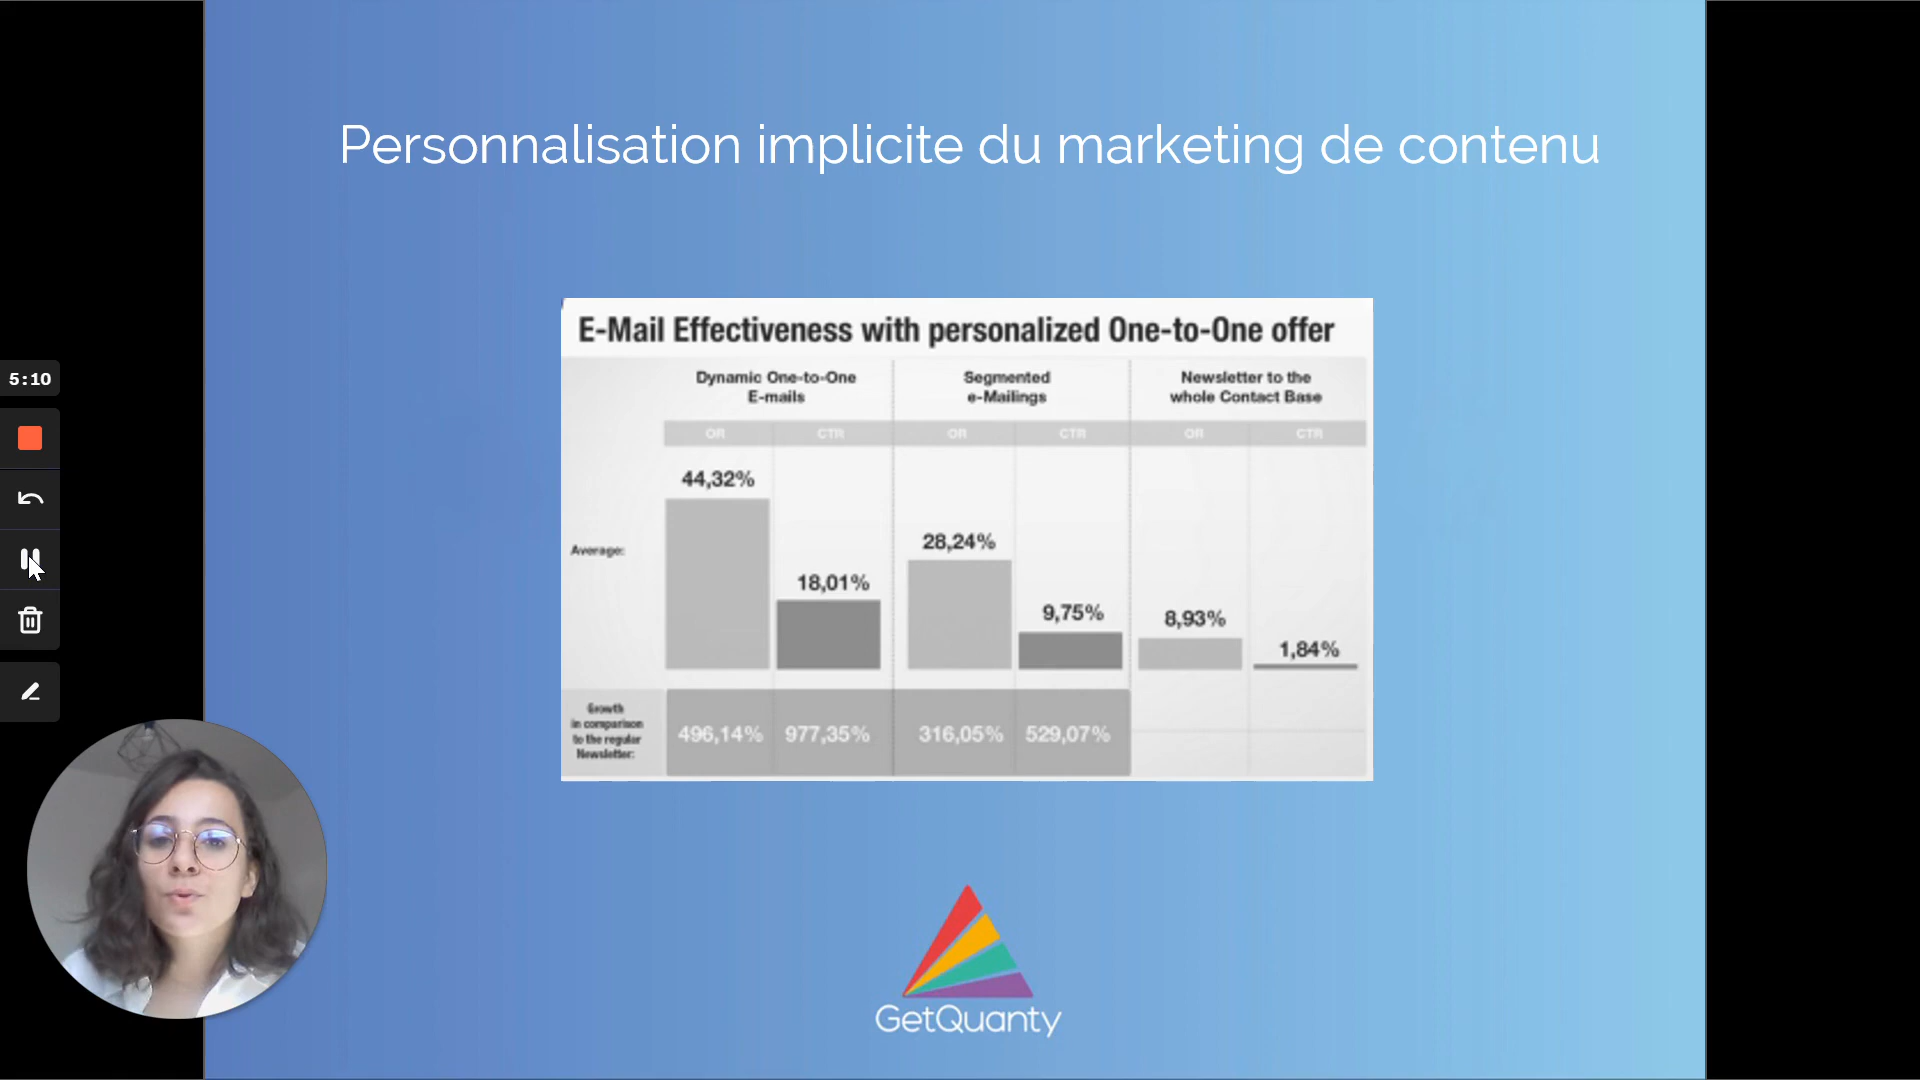 Personnalisation implicite du marketing de contenu
E-Mail Effectiveness with personalized One-to-One offer
Dynamic One-to-One
E-mails
Segmented
e-Mailings
Newsletter to the
whole Contact Base
OR
CTR
OR
CTR
OR
CTR
5:10
44,32%
28,24%
Average:
18,01%
9,75%
8,93%
1,84%
Growth
in comparison
to the regular
Newsletter:
496,14%
977,35%
316,05%
529,07%
GetQuanty